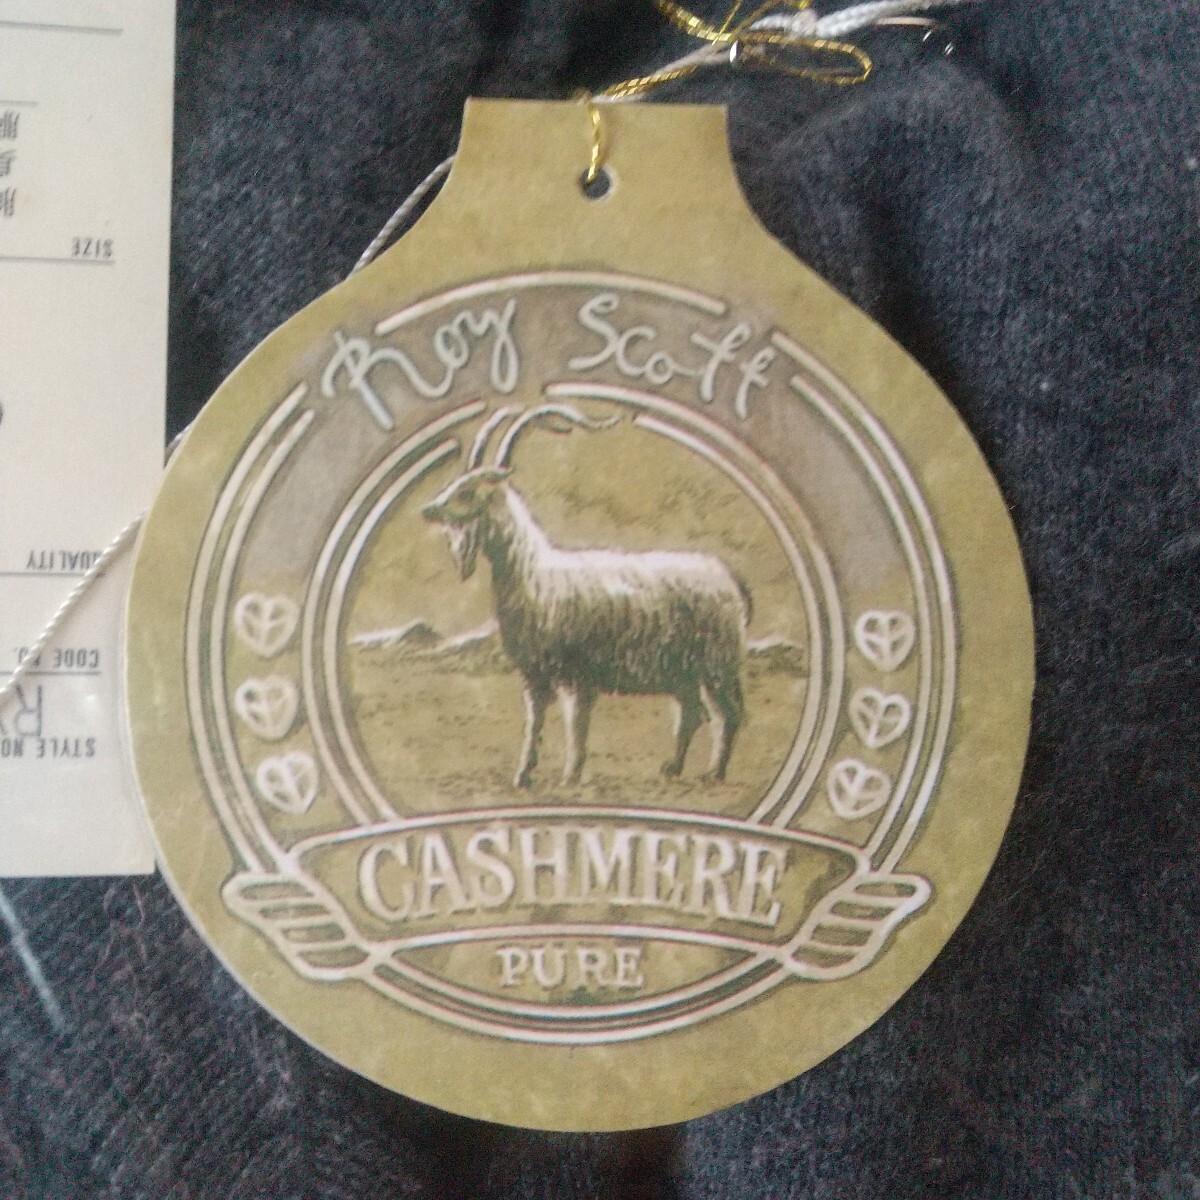 Roy Scott
CASHMERE
PURE
STYLE NO.
CODE NO.
QUALITY
SIZE